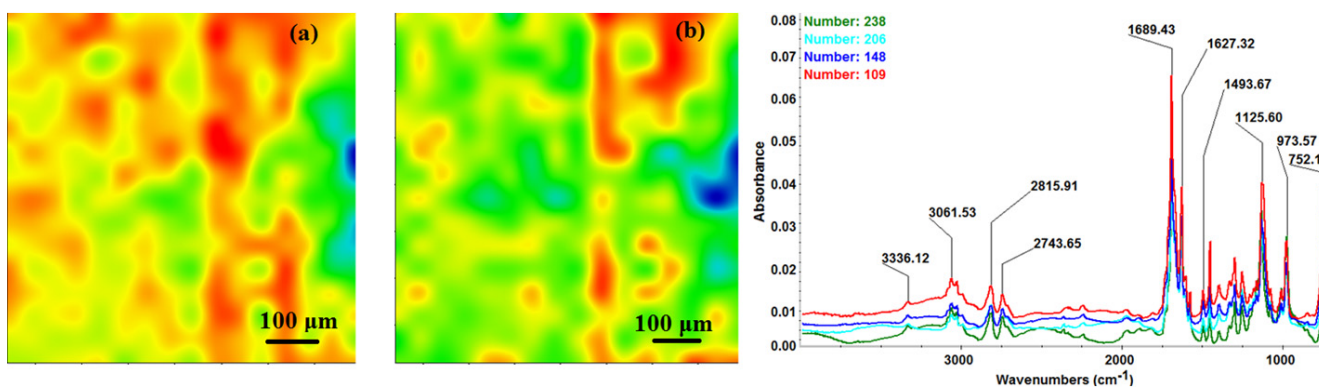 (a)
100 μm
(b)
100 μm
0.08
0.07
0.06
0.05
0.04
0.03
0.02
0.01
0.00
Absorbance
Number: 238
Number: 206
Number: 148
Number: 109
1689.43
1627.32
1493.67
1125.60
973.57
752.1
3061.53
2815.91
3336.12
2743.65
3000
2000
1000
Wavenumbers (cm-1)